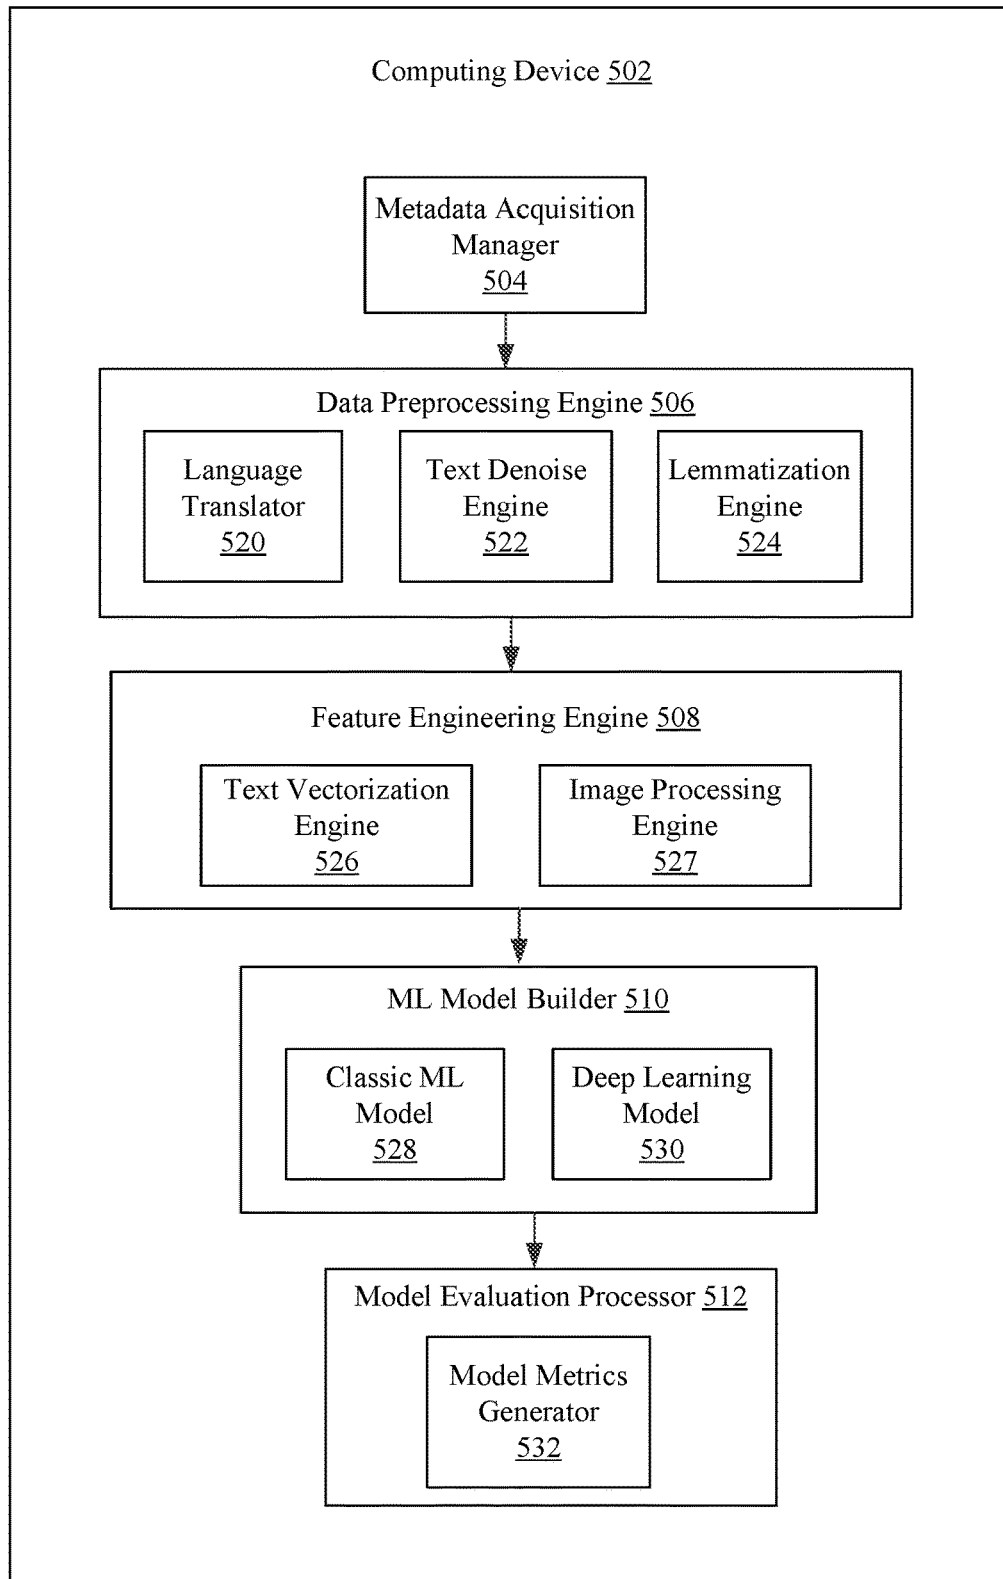 Computing Device 502
Metadata Acquisition
Manager
504
Data Preprocessing Engine 506
Language
Translator
520
Text Denoise
Engine
522
Lemmatization
Engine
524
Feature Engineering Engine 508
Text Vectorization
Engine
526
Image Processing
Engine
527
ML Model Builder 510
Classic ML
Model
528
Deep Learning
Model
530
Model Evaluation Processor 512
Model Metrics
Generator
532